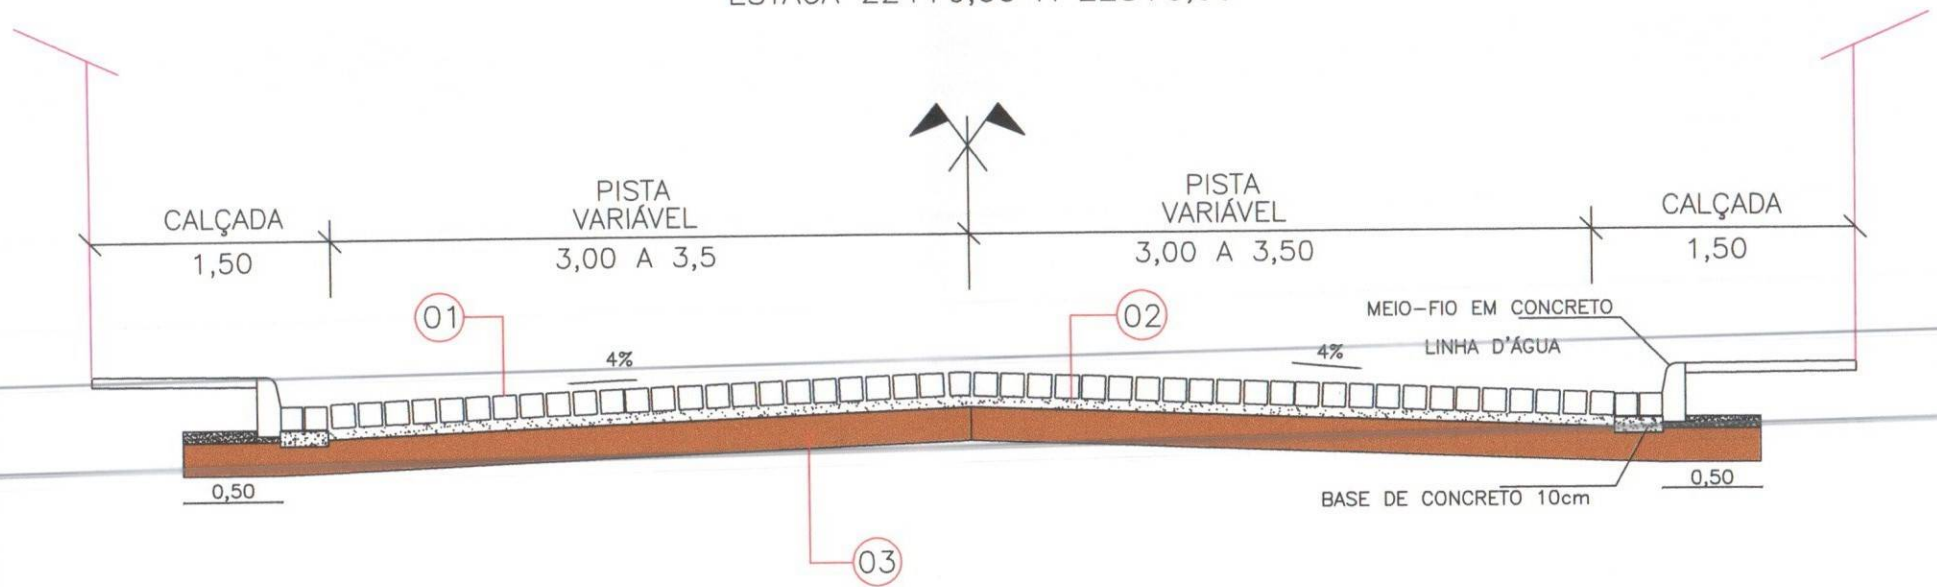 ESTACA
CALÇADA
1,50
PISTA
VARIÁVEL
3,00 A 3,5
PISTA
VARIÁVEL
3,00 A 3,50
CALÇADA
1,50
01
02
MEIO-FIO EM CONCRETO
4%
4%
LINHA D'ÁGUA
0,50
0,50
BASE DE CONCRETO 10cm
03